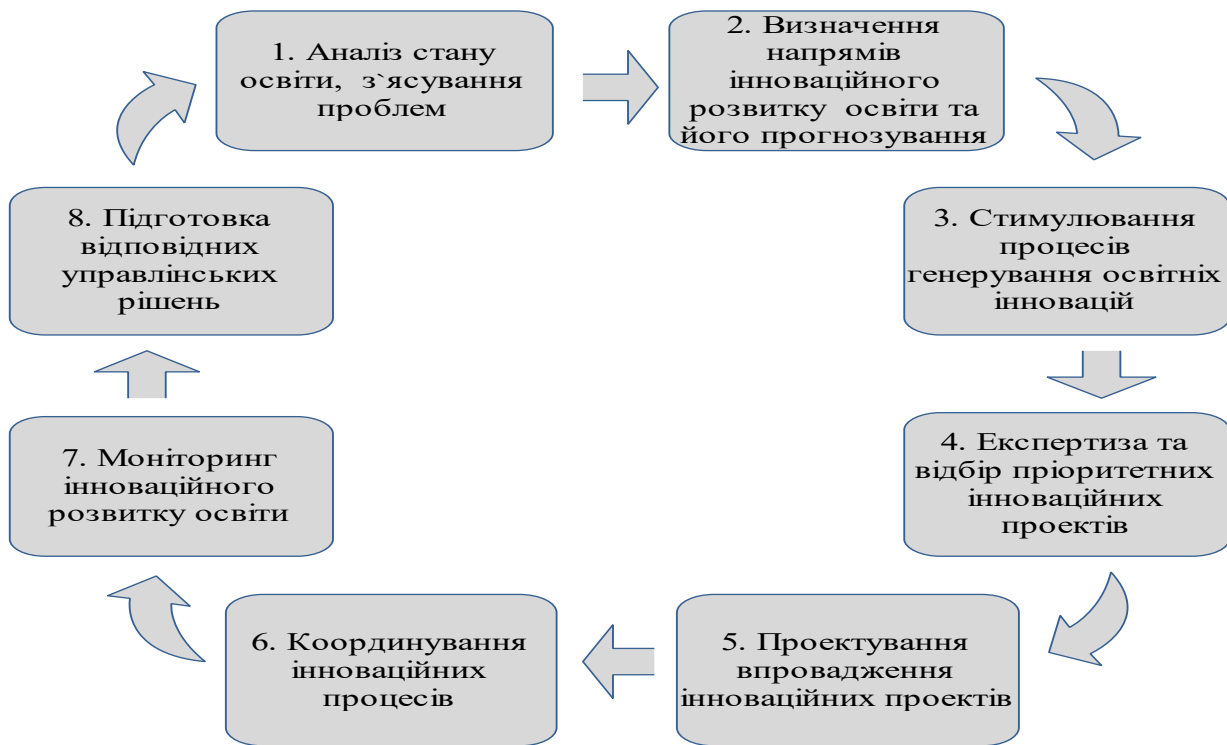 1. Аналіз стану
освіти, з`ясування
проблем
2. Визначення
напрямів
інноваційного
розвитку освіти та
його прогнозування
3. Стимулювання
процесів
генерування освітніх
інновацій
4. Експертиза та
відбір пріоритетних
інноваційних
проектів
5. Проектування
впровадження
інноваційних проектів
6. Координування
інноваційних
процесів
7. Моніторинг
інноваційного
розвитку освіти
8. Підготовка
відповідних
управлінських
рішень